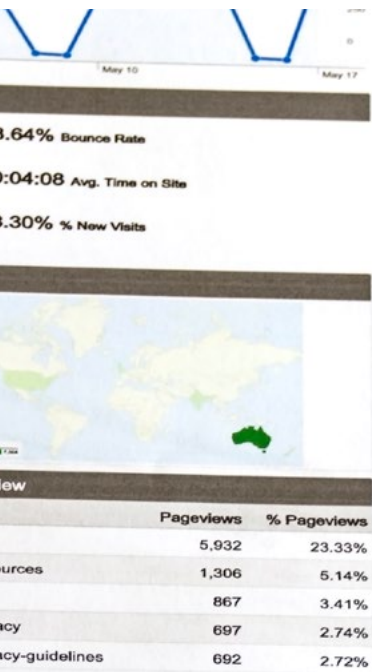 0
May 10
May 17
.64% Bounce Rate
:04:08 Avg. Time on Site
.30% % New Visits
ew
Pageviews % Pageviews
5,932 23.33%
urces 1,306 5.14%
867 3.41%
acy 697 2.74%
acy-guidelines 692 2.72%